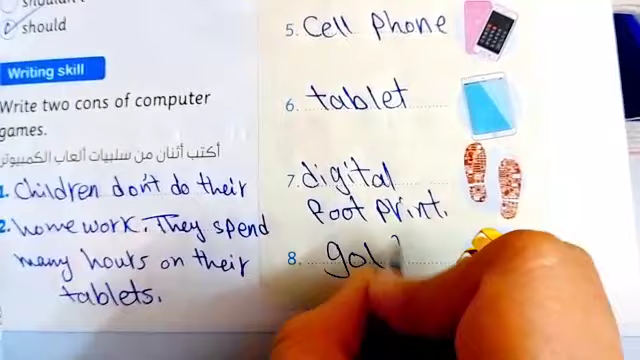 should
Writing skill
Write two cons of computer
games.
أكتب أثنان من سلبيات ألعاب الكمبيوتر
1. Children don't do their
2. home work. They spend
many hours on their
tablets.
5. Cell phone
6. tablet
7. digital
foot print.
8. gol